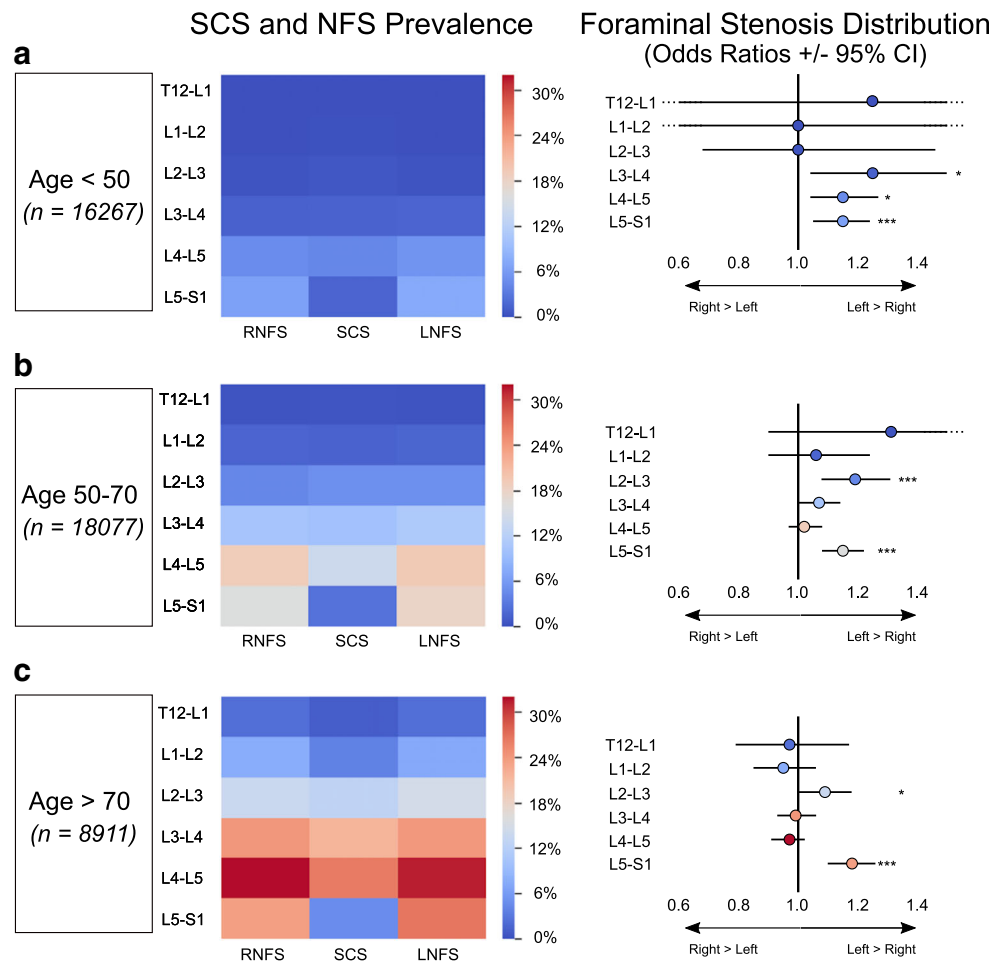 SCS and NFS Prevalence
Foraminal Stenosis Distribution
(Odds Ratios +/- 95% CI)
a
Age < 50
(n = 16267)
T12-L1
L1-L2
L2-L3
L3-L4
L4-L5
L5-S1
RNFS SCS LNFS
30%
24%
18%
12%
6%
0%
T12-L1
L1-L2
L2-L3
L3-L4 *
L4-L5 *
L5-S1 ***
0.6 0.8 1.0 1.2 1.4
Right > Left Left > Right
b
Age 50-70
(n = 18077)
T12-L1
L1-L2
L2-L3
L3-L4
L4-L5
L5-S1
RNFS SCS LNFS
30%
24%
18%
12%
6%
0%
T12-L1
L1-L2
L2-L3 ***
L3-L4
L4-L5
L5-S1 ***
0.6 0.8 1.0 1.2 1.4
Right > Left Left > Right
c
Age > 70
(n = 8911)
T12-L1
L1-L2
L2-L3
L3-L4
L4-L5
L5-S1
RNFS SCS LNFS
30%
24%
18%
12%
6%
0%
T12-L1
L1-L2
L2-L3 *
L3-L4
L4-L5
L5-S1 ***
0.6 0.8 1.0 1.2 1.4
Right > Left Left > Right